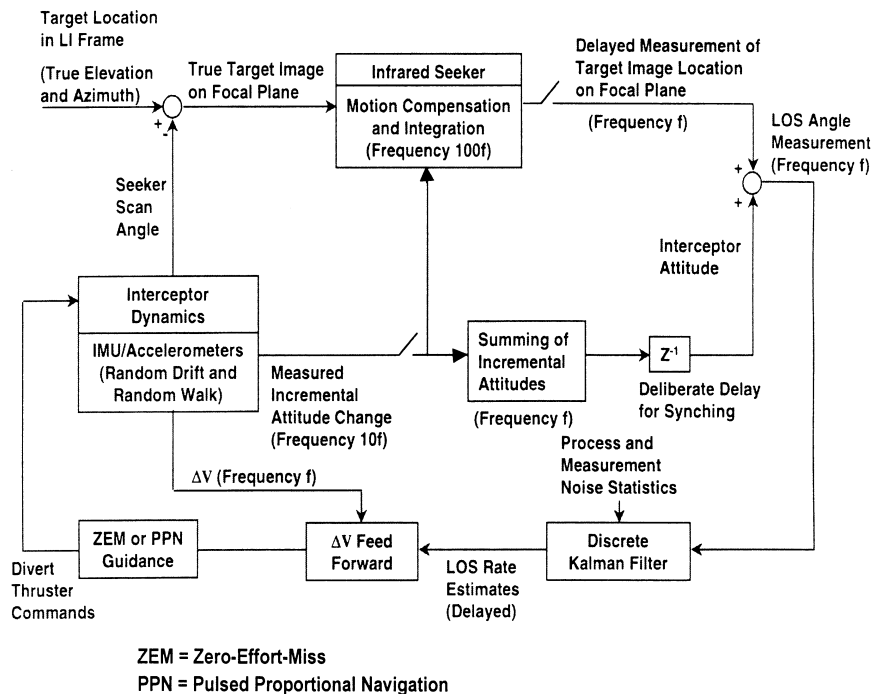 Target Location
in LI Frame
(True Elevation
and Azimuth)
+
-
True Target Image
on Focal Plane
Infrared Seeker
Motion Compensation
and Integration
(Frequency 100f)
Delayed Measurement of
Target Image Location
on Focal Plane
(Frequency f)
LOS Angle
Measurement
(Frequency f)
+
+
Seeker
Scan
Angle
Interceptor
Attitude
Interceptor
Dynamics
IMU/Accelerometers
(Random Drift and
Random Walk)
Measured
Incremental
Attitude Change
(Frequency 10f)
Summing of
Incremental
Attitudes
(Frequency f)
Z⁻¹
Deliberate Delay
for Synching
Process and
Measurement
Noise Statistics
ΔV (Frequency f)
ZEM or PPN
Guidance
ΔV Feed
Forward
Discrete
Kalman Filter
LOS Rate
Estimates
(Delayed)
Divert
Thruster
Commands
ZEM = Zero-Effort-Miss
PPN = Pulsed Proportional Navigation